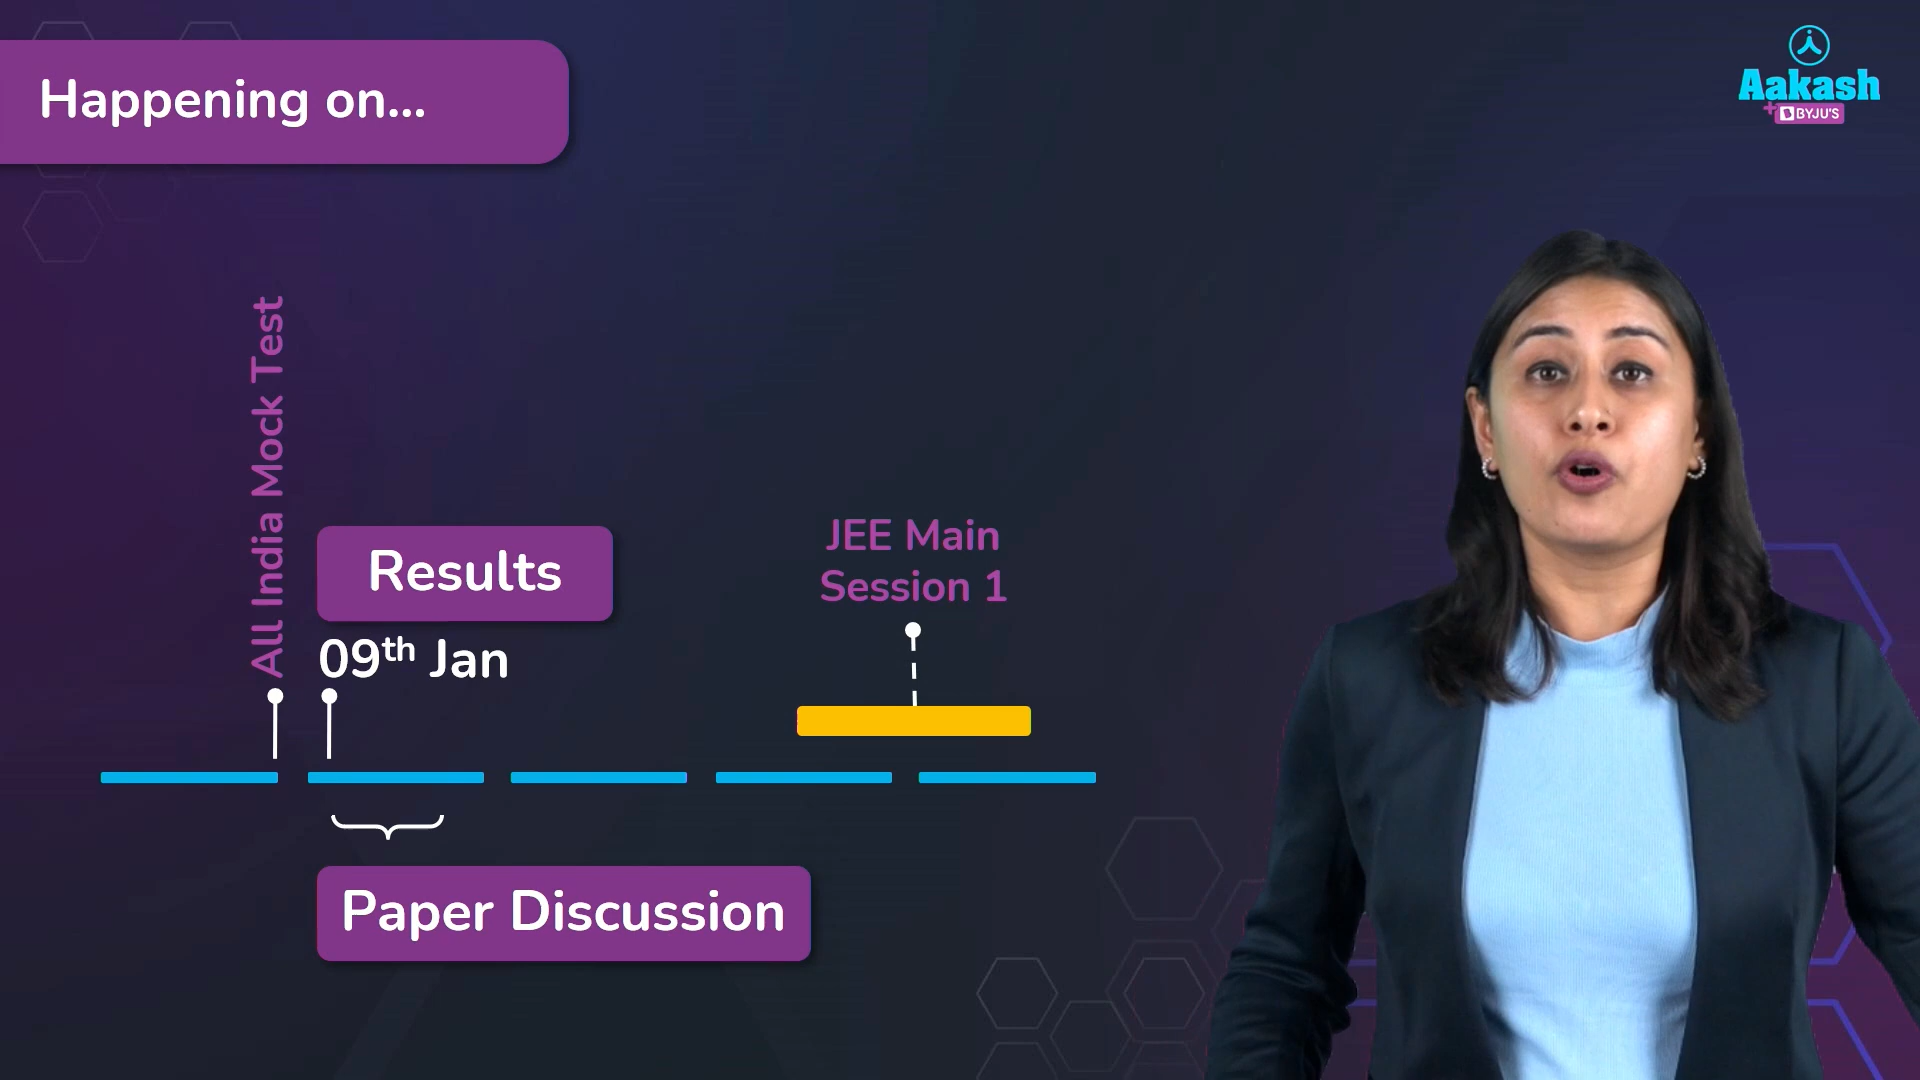 Happening on...
Aakash
+ BYJU'S
All India Mock Test
Results
09th Jan
JEE Main
Session 1
Paper Discussion